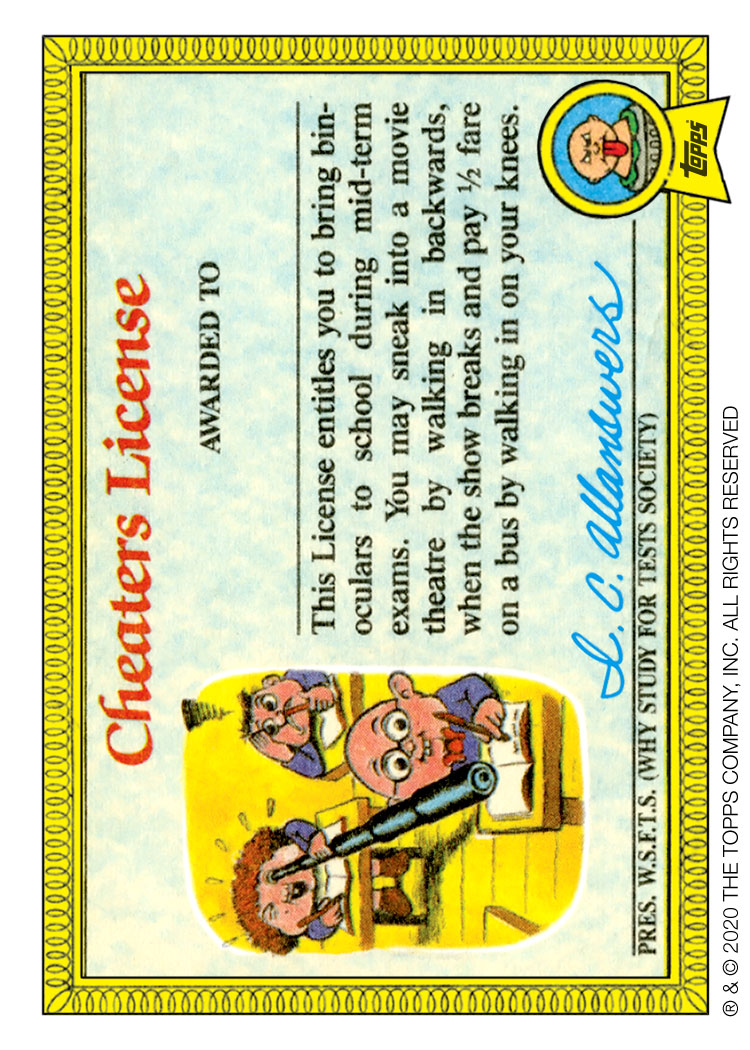 Cheaters License
AWARDED TO
This License entitles you to bring bin-
oculars to school during mid-term
exams. You may sneak into a movie
theatre by walking in backwards,
when the show breaks and pay ½ fare
on a bus by walking in on your knees.
I. C. Allanswers
PRES. W.S.F.T.S. (WHY STUDY FOR TESTS SOCIETY)
topps
® & © 2020 THE TOPPS COMPANY, INC. ALL RIGHTS RESERVED